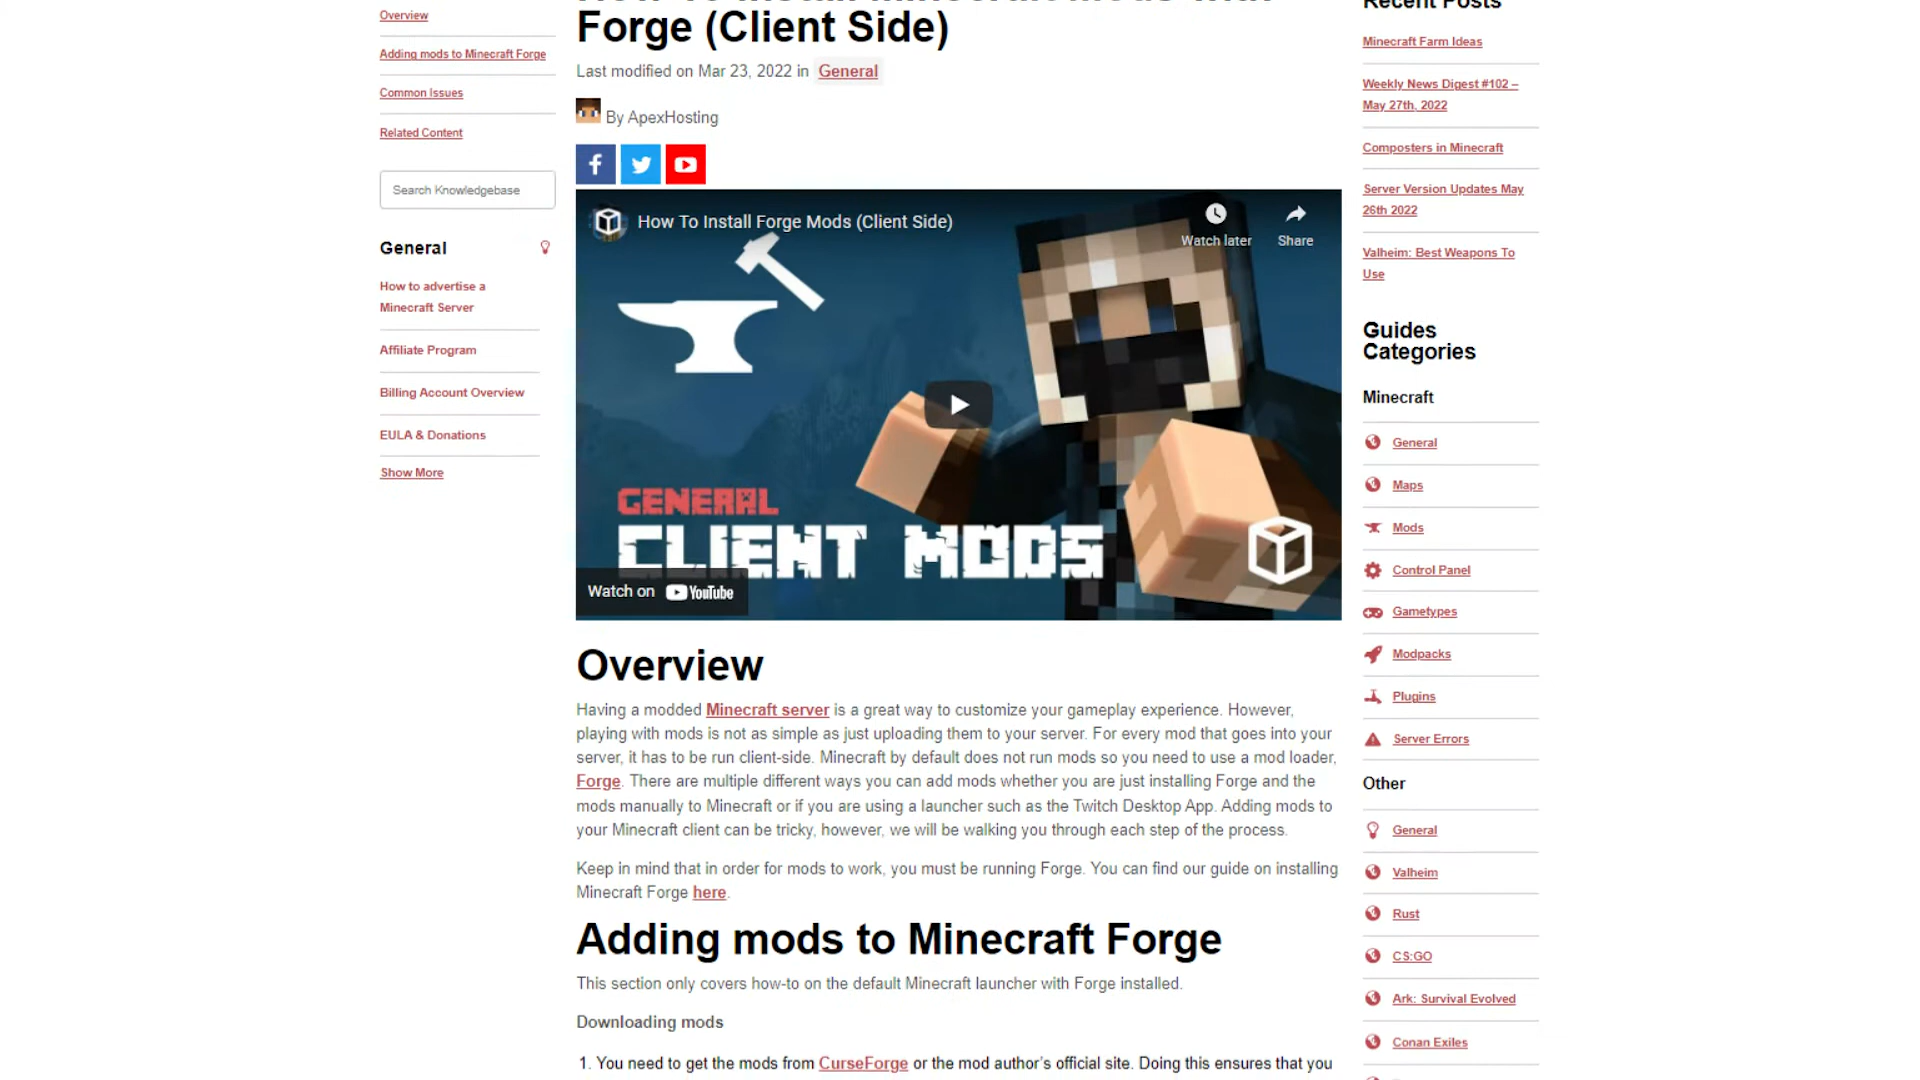 Overview
Adding mods to Minecraft Forge
Common Issues
Related Content
Search Knowledgebase
General
How to advertise a
Minecraft Server
Affiliate Program
Billing Account Overview
EULA & Donations
Show More
Forge (Client Side)
Last modified on Mar 23, 2022 in General
By ApexHosting
How To Install Forge Mods (Client Side)
Watch later
Share
GENERAL
CLIENT MODS
Watch on YouTube
Overview
Having a modded Minecraft server is a great way to customize your gameplay experience. However,
playing with mods is not as simple as just uploading them to your server. For every mod that goes into your
server, it has to be run client-side. Minecraft by default does not run mods so you need to use a mod loader,
Forge. There are multiple different ways you can add mods whether you are just installing Forge and the
mods manually to Minecraft or if you are using a launcher such as the Twitch Desktop App. Adding mods to
your Minecraft client can be tricky, however, we will be walking you through each step of the process.
Keep in mind that in order for mods to work, you must be running Forge. You can find our guide on installing
Minecraft Forge here.
Adding mods to Minecraft Forge
This section only covers how-to on the default Minecraft launcher with Forge installed.
Downloading mods
1. You need to get the mods from CurseForge or the mod author's official site. Doing this ensures that you
Recent Posts
Minecraft Farm Ideas
Weekly News Digest #102 –
May 27th, 2022
Composters in Minecraft
Server Version Updates May
26th 2022
Valheim: Best Weapons To
Use
Guides
Categories
Minecraft
General
Maps
Mods
Control Panel
Gametypes
Modpacks
Plugins
Server Errors
Other
General
Valheim
Rust
CS:GO
Ark: Survival Evolved
Conan Exiles